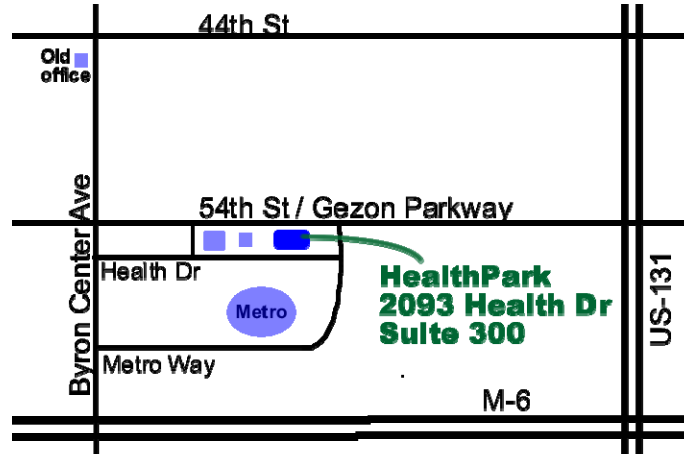 44th St
Old
office
54th St / Gezon Parkway
Byron Center Ave
Health Dr
HealthPark
2093 Health Dr
Suite 300
US-131
Metro
Metro Way
M-6